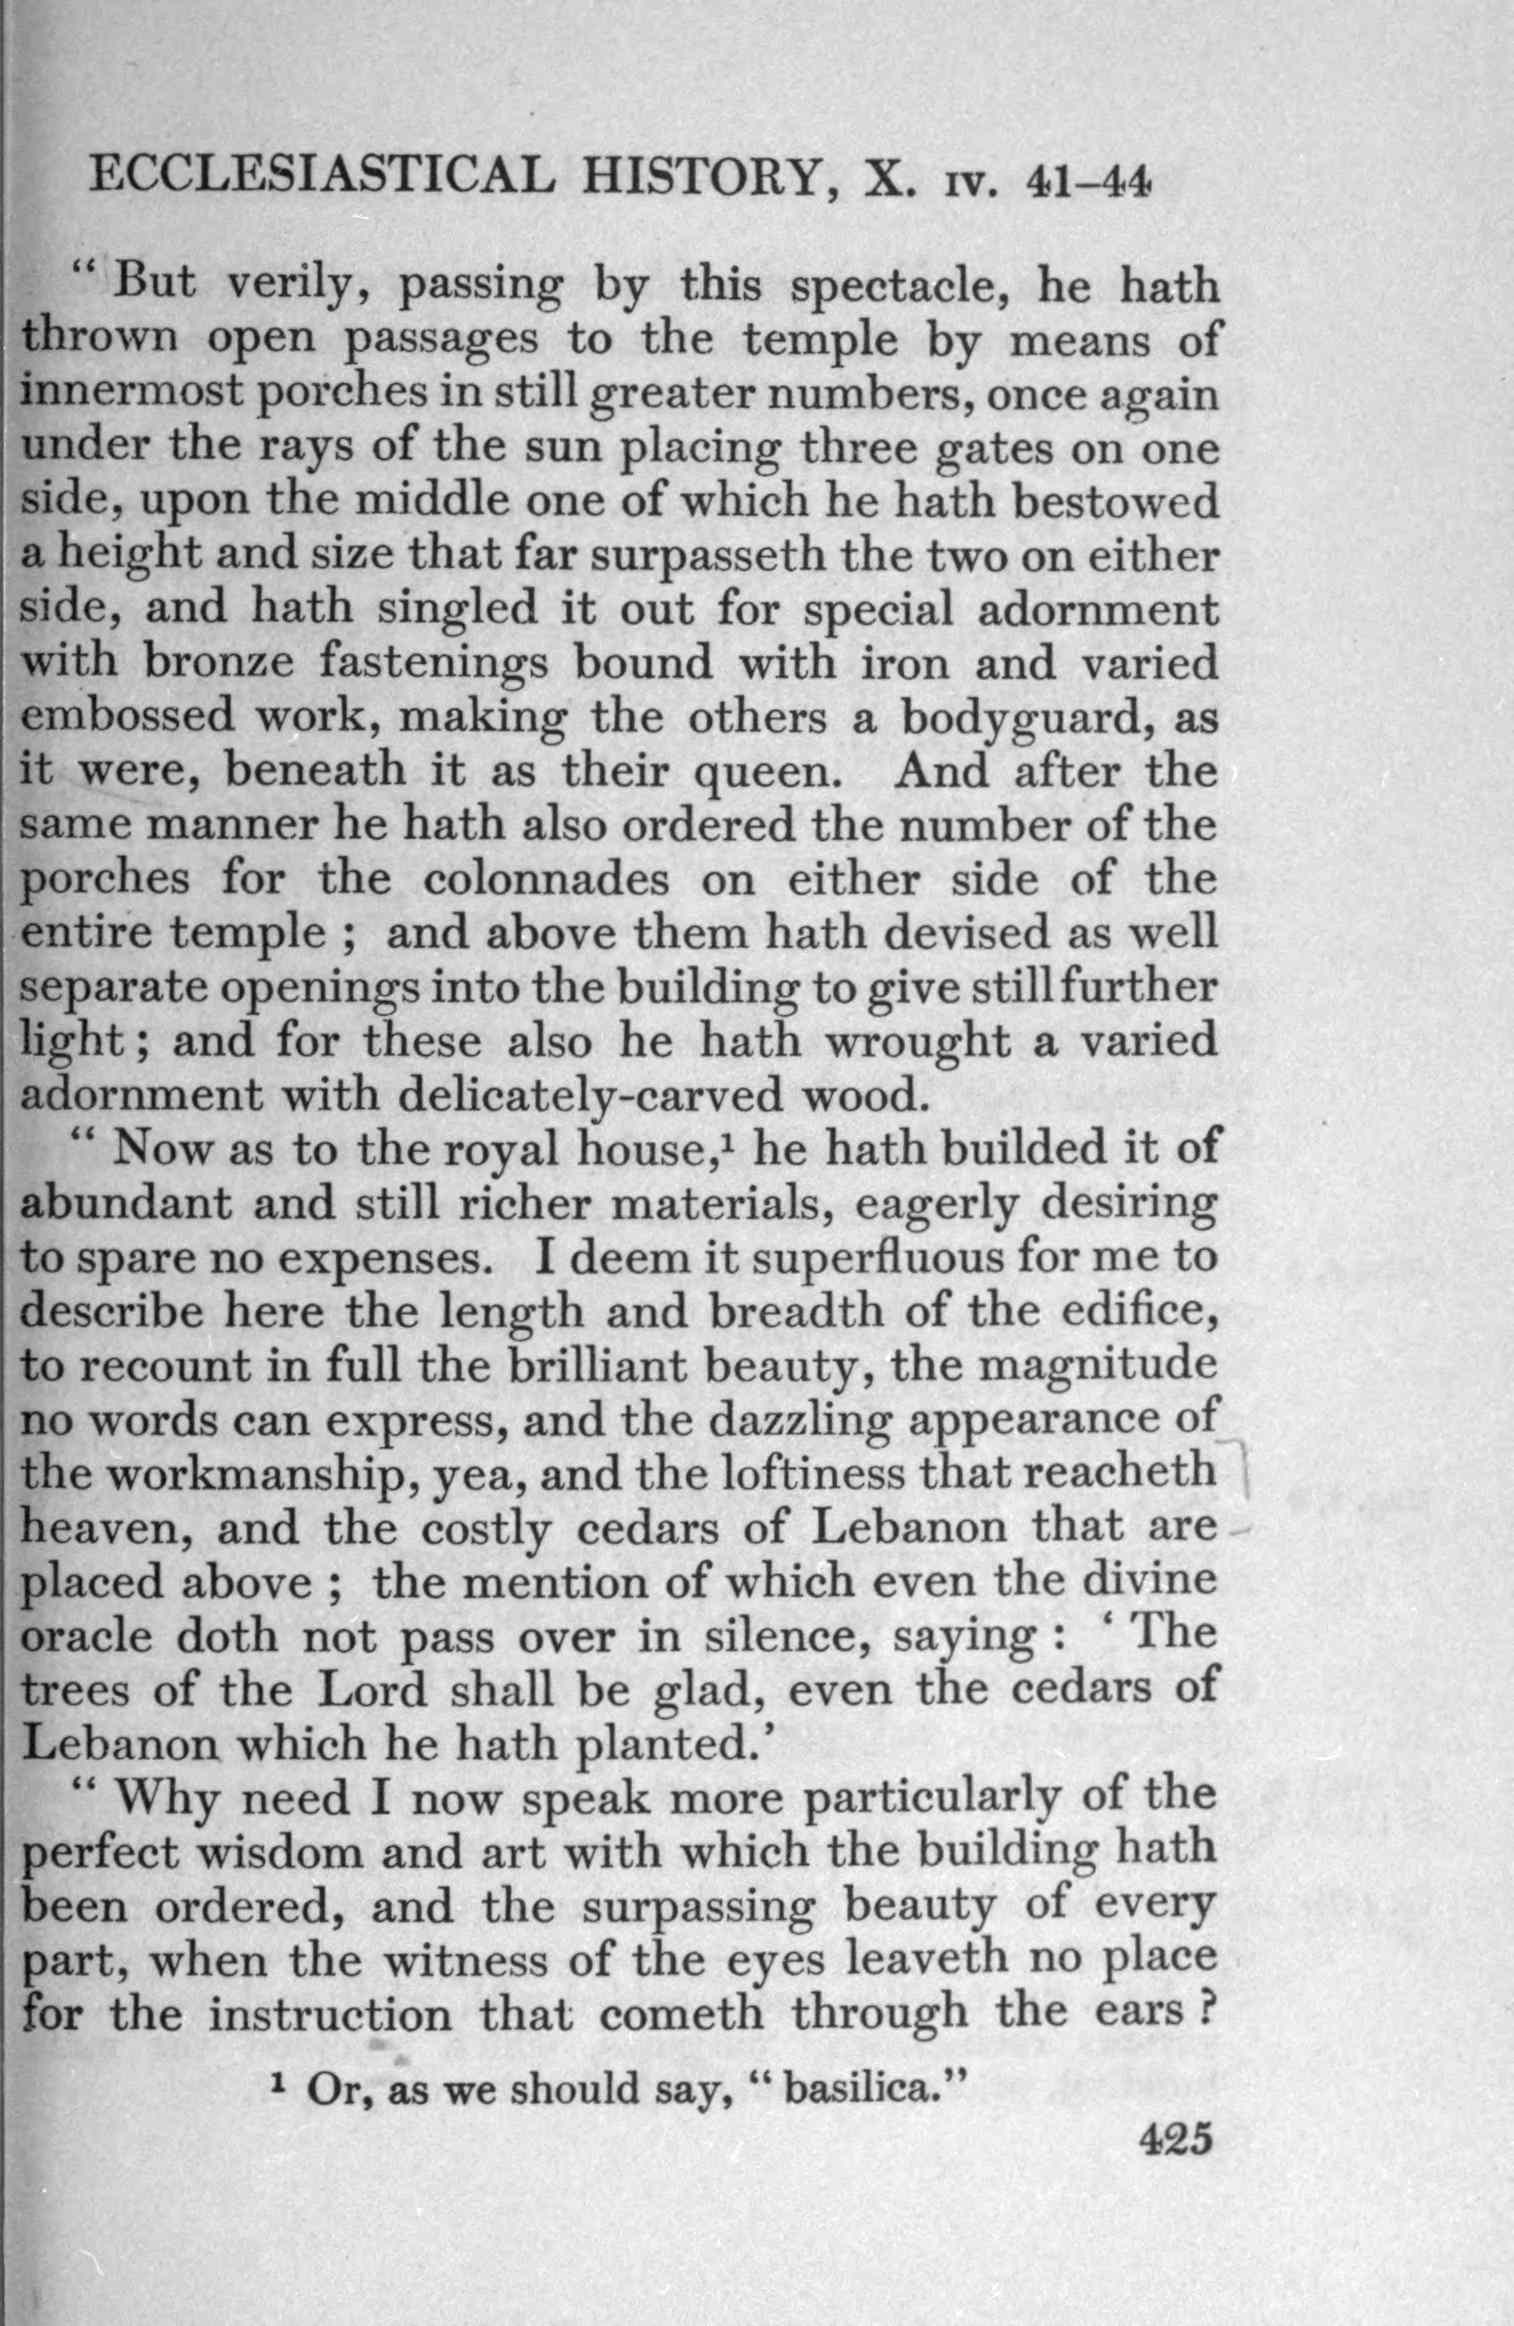 ECCLESIASTICAL HISTORY, X. IV. 41–44
“ But verily, passing by this spectacle, he hath
thrown open passages to the temple by means of
innermost porches in still greater numbers, once again
under the rays of the sun placing three gates on one
side, upon the middle one of which he hath bestowed
a height and size that far surpasseth the two on either
side, and hath singled it out for special adornment
with bronze fastenings bound with iron and varied
embossed work, making the others a bodyguard, as
it were, beneath it as their queen. And after the
same manner he hath also ordered the number of the
porches for the colonnades on either side of the
entire temple ; and above them hath devised as well
separate openings into the building to give still further
light ; and for these also he hath wrought a varied
adornment with delicately-carved wood.
“ Now as to the royal house,¹ he hath builded it of
abundant and still richer materials, eagerly desiring
to spare no expenses. I deem it superfluous for me to
describe here the length and breadth of the edifice,
to recount in full the brilliant beauty, the magnitude
no words can express, and the dazzling appearance of
the workmanship, yea, and the loftiness that reacheth
heaven, and the costly cedars of Lebanon that are
placed above ; the mention of which even the divine
oracle doth not pass over in silence, saying : ‘ The
trees of the Lord shall be glad, even the cedars of
Lebanon which he hath planted.’
“ Why need I now speak more particularly of the
perfect wisdom and art with which the building hath
been ordered, and the surpassing beauty of every
part, when the witness of the eyes leaveth no place
for the instruction that cometh through the ears ?
¹ Or, as we should say, “ basilica.”
425